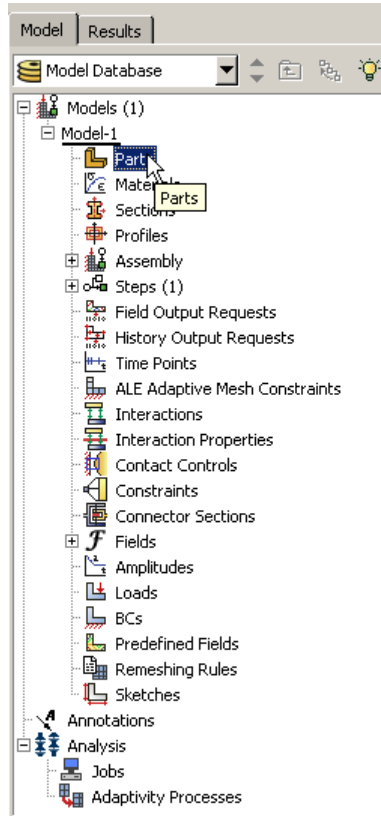 Model Results
Model Database
Models (1)
Model-1
Part
Parts
Sections
Profiles
Assembly
Steps (1)
Field Output Requests
History Output Requests
Time Points
ALE Adaptive Mesh Constraints
Interactions
Interaction Properties
Contact Controls
Constraints
Connector Sections
Fields
Amplitudes
Loads
BCs
Predefined Fields
Remeshing Rules
Sketches
Annotations
Analysis
Jobs
Adaptivity Processes